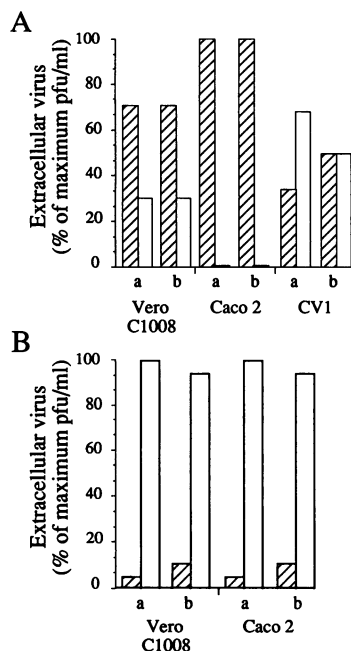 A
Extracellular virus
(% of maximum pfu/ml)
100
80
60
40
20
0
a b a b a b
Vero
C1008
Caco 2
CV1
B
Extracellular virus
(% of maximum pfu/ml)
100
80
60
40
20
0
a b a b
Vero
C1008
Caco 2